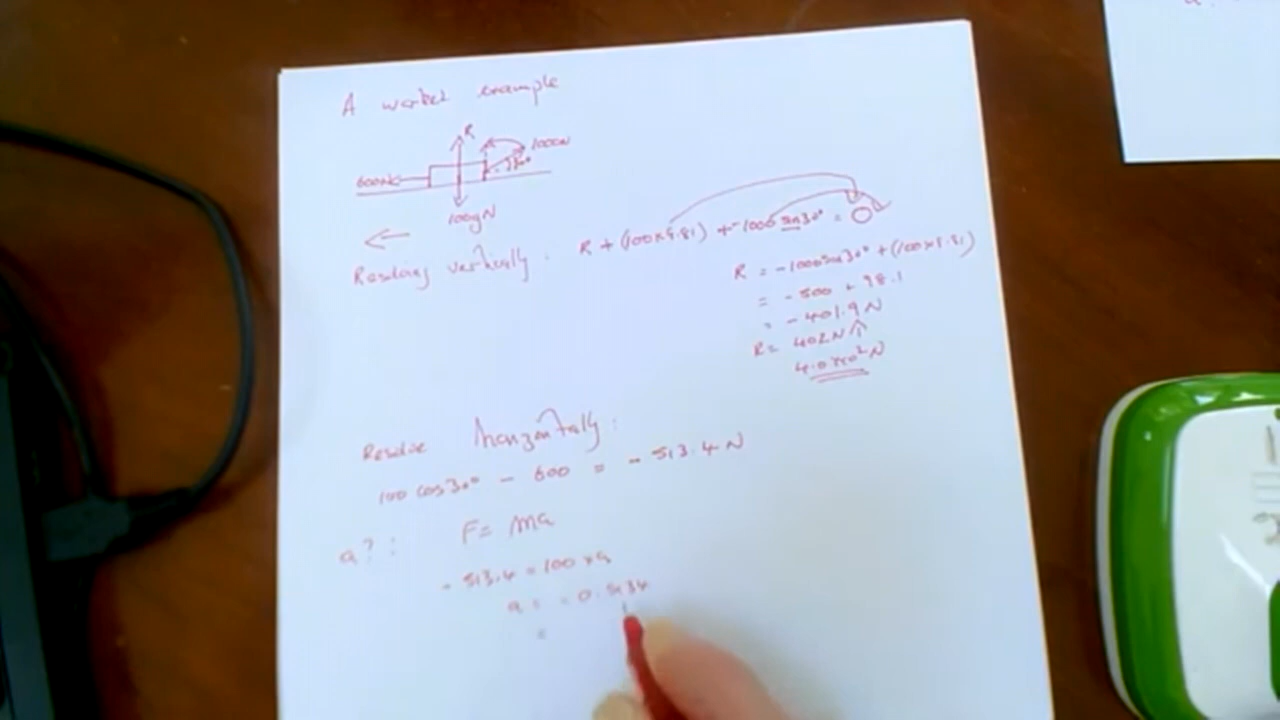 A worked example
R
1000N
30°
600N
100gN
Resolving vertically : R + (100×9.81) + -1000 sin30° = 0
R = -1000sin30° + (100×9.81)
= -500 + 98.1
= -401.9 N
R = 402N ↑
4.0×10² N
Resolve horizontally :
100 cos30° - 600 = - 513.4 N
a? : F = ma
- 513.4 = 100 × a
a = - 0.5134
=